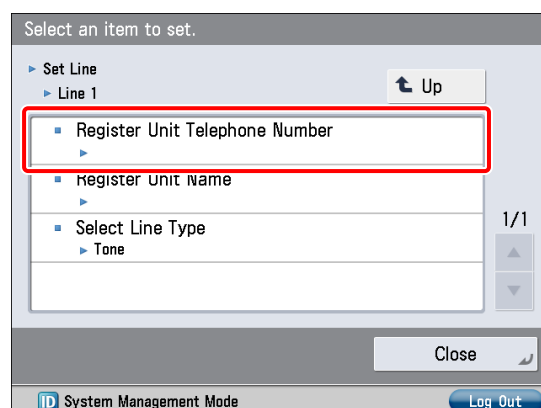 Select an item to set.
Set Line
Line 1
Up
Register Unit Telephone Number
Register Unit Name
Select Line Type
Tone
1/1
Close
ID System Management Mode
Log Out